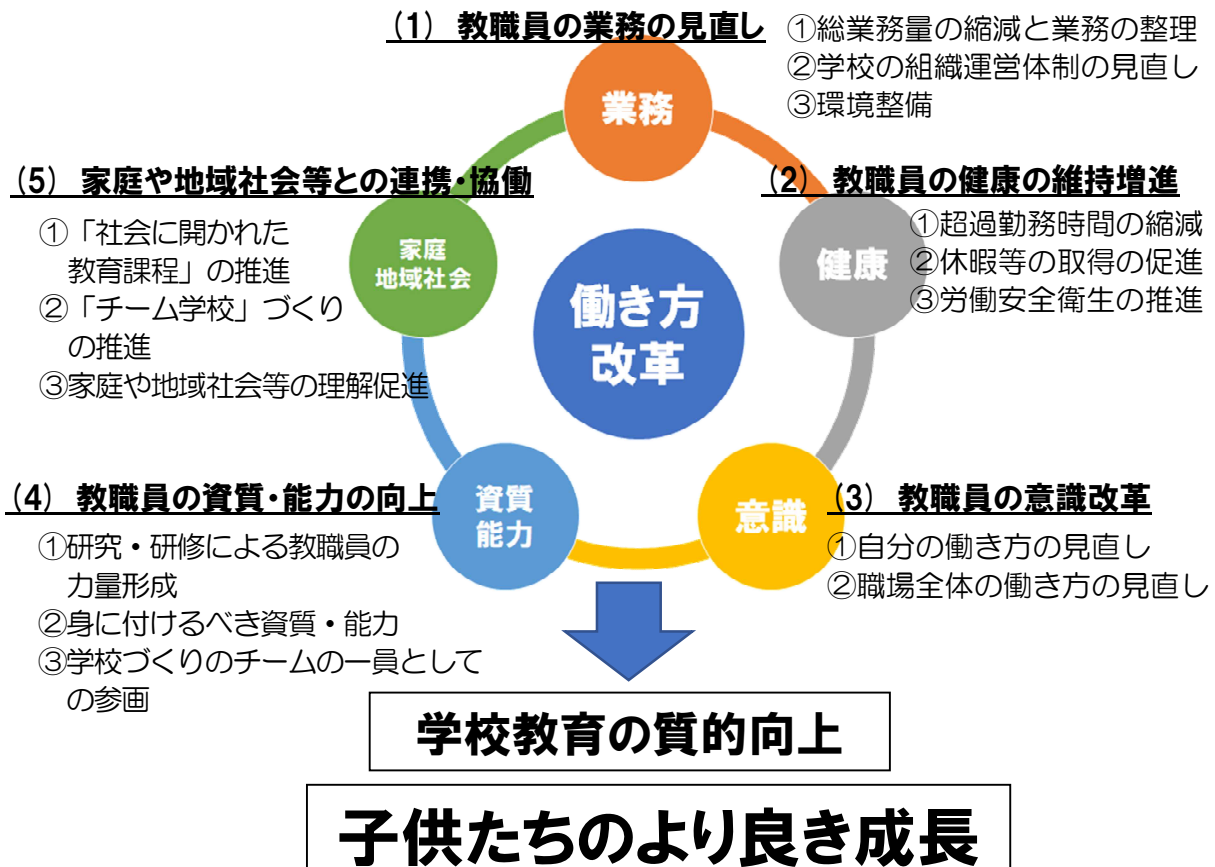 (1) 教職員の業務の見直し
①総業務量の縮減と業務の整理
②学校の組織運営体制の見直し
③環境整備
業務
(2) 教職員の健康の維持増進
①超過勤務時間の縮減
②休暇等の取得の促進
③労働安全衛生の推進
健康
(3) 教職員の意識改革
①自分の働き方の見直し
②職場全体の働き方の見直し
意識
(4) 教職員の資質・能力の向上
①研究・研修による教職員の
力量形成
②身に付けるべき資質・能力
③学校づくりのチームの一員として
の参画
資質
能力
(5) 家庭や地域社会等との連携・協働
①「社会に開かれた
教育課程」の推進
②「チーム学校」づくり
の推進
③家庭や地域社会等の理解促進
家庭
地域社会
働き方
改革
学校教育の質的向上
子供たちのより良き成長